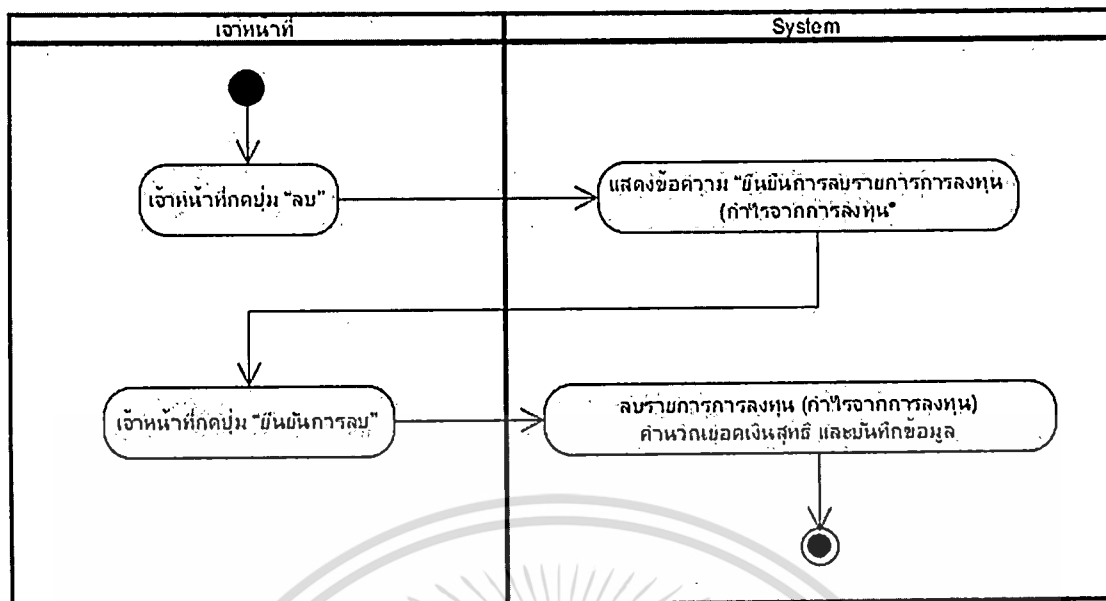 เจ้าหน้าที่
System
เจ้าหน้าที่กดปุ่ม "ลบ"
แสดงข้อความ "ยืนยันการลบรายการการลงทุน
(กำไรจากการลงทุน"
เจ้าหน้าที่กดปุ่ม "ยืนยันการลบ"
ลบรายการการลงทุน (กำไรจากการลงทุน)
คำนวณยอดเงินสุทธิ และบันทึกข้อมูล